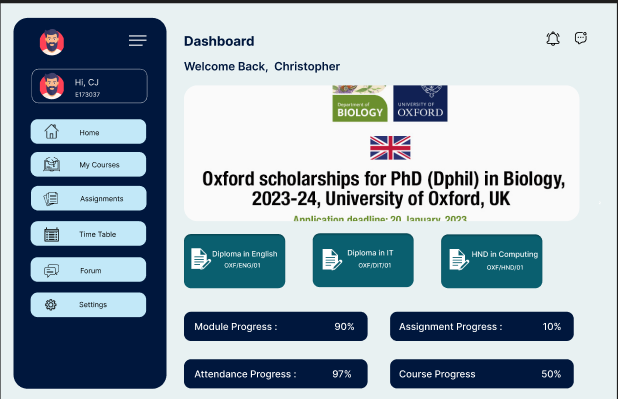 Dashboard
Welcome Back, Christopher
Hi, CJ
E173037
Home
My Courses
Assignments
Time Table
Forum
Settings
Department of
BIOLOGY
UNIVERSITY OF
OXFORD
Oxford scholarships for PhD (Dphil) in Biology,
2023-24, University of Oxford, UK
Application deadline: 20 January, 2023
Diploma in English
OXF/ENG/01
Diploma in IT
OXF/DIT/01
HND in Computing
OXF/HND/01
Module Progress : 90%
Assignment Progress : 10%
Attendance Progress : 97%
Course Progress 50%